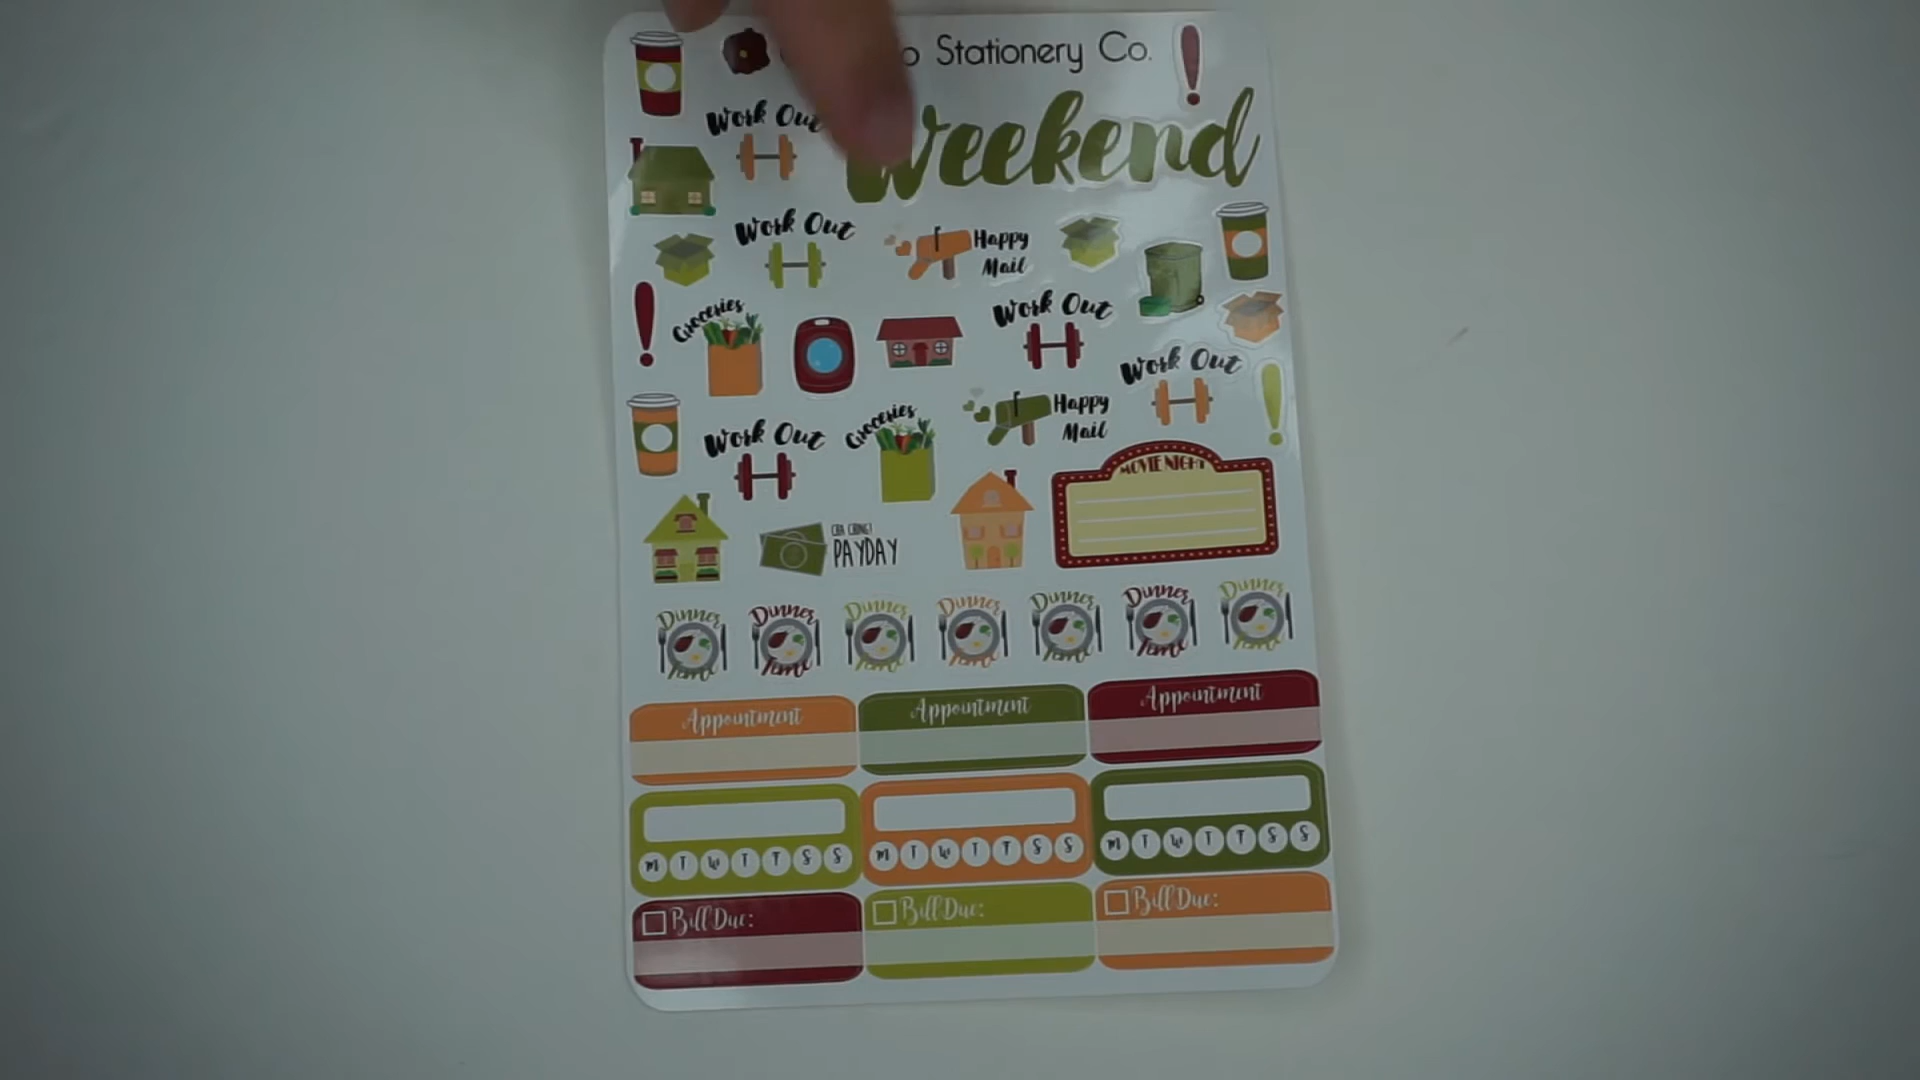 Stationery Co.
Weekend
Work Out
Work Out
Happy
Mail
Groceries
Work Out
Work Out
Happy
Mail
Work Out
Groceries
MOVIE NIGHT
CHA CHING!
PAYDAY
Dinner Dinner Dinner Dinner Dinner Dinner Dinner
Time Time Time Time Time Time Time
Appointment Appointment Appointment
M T W T T S S M T W T T S S M T W T T S S
Bill Due: Bill Due: Bill Due: